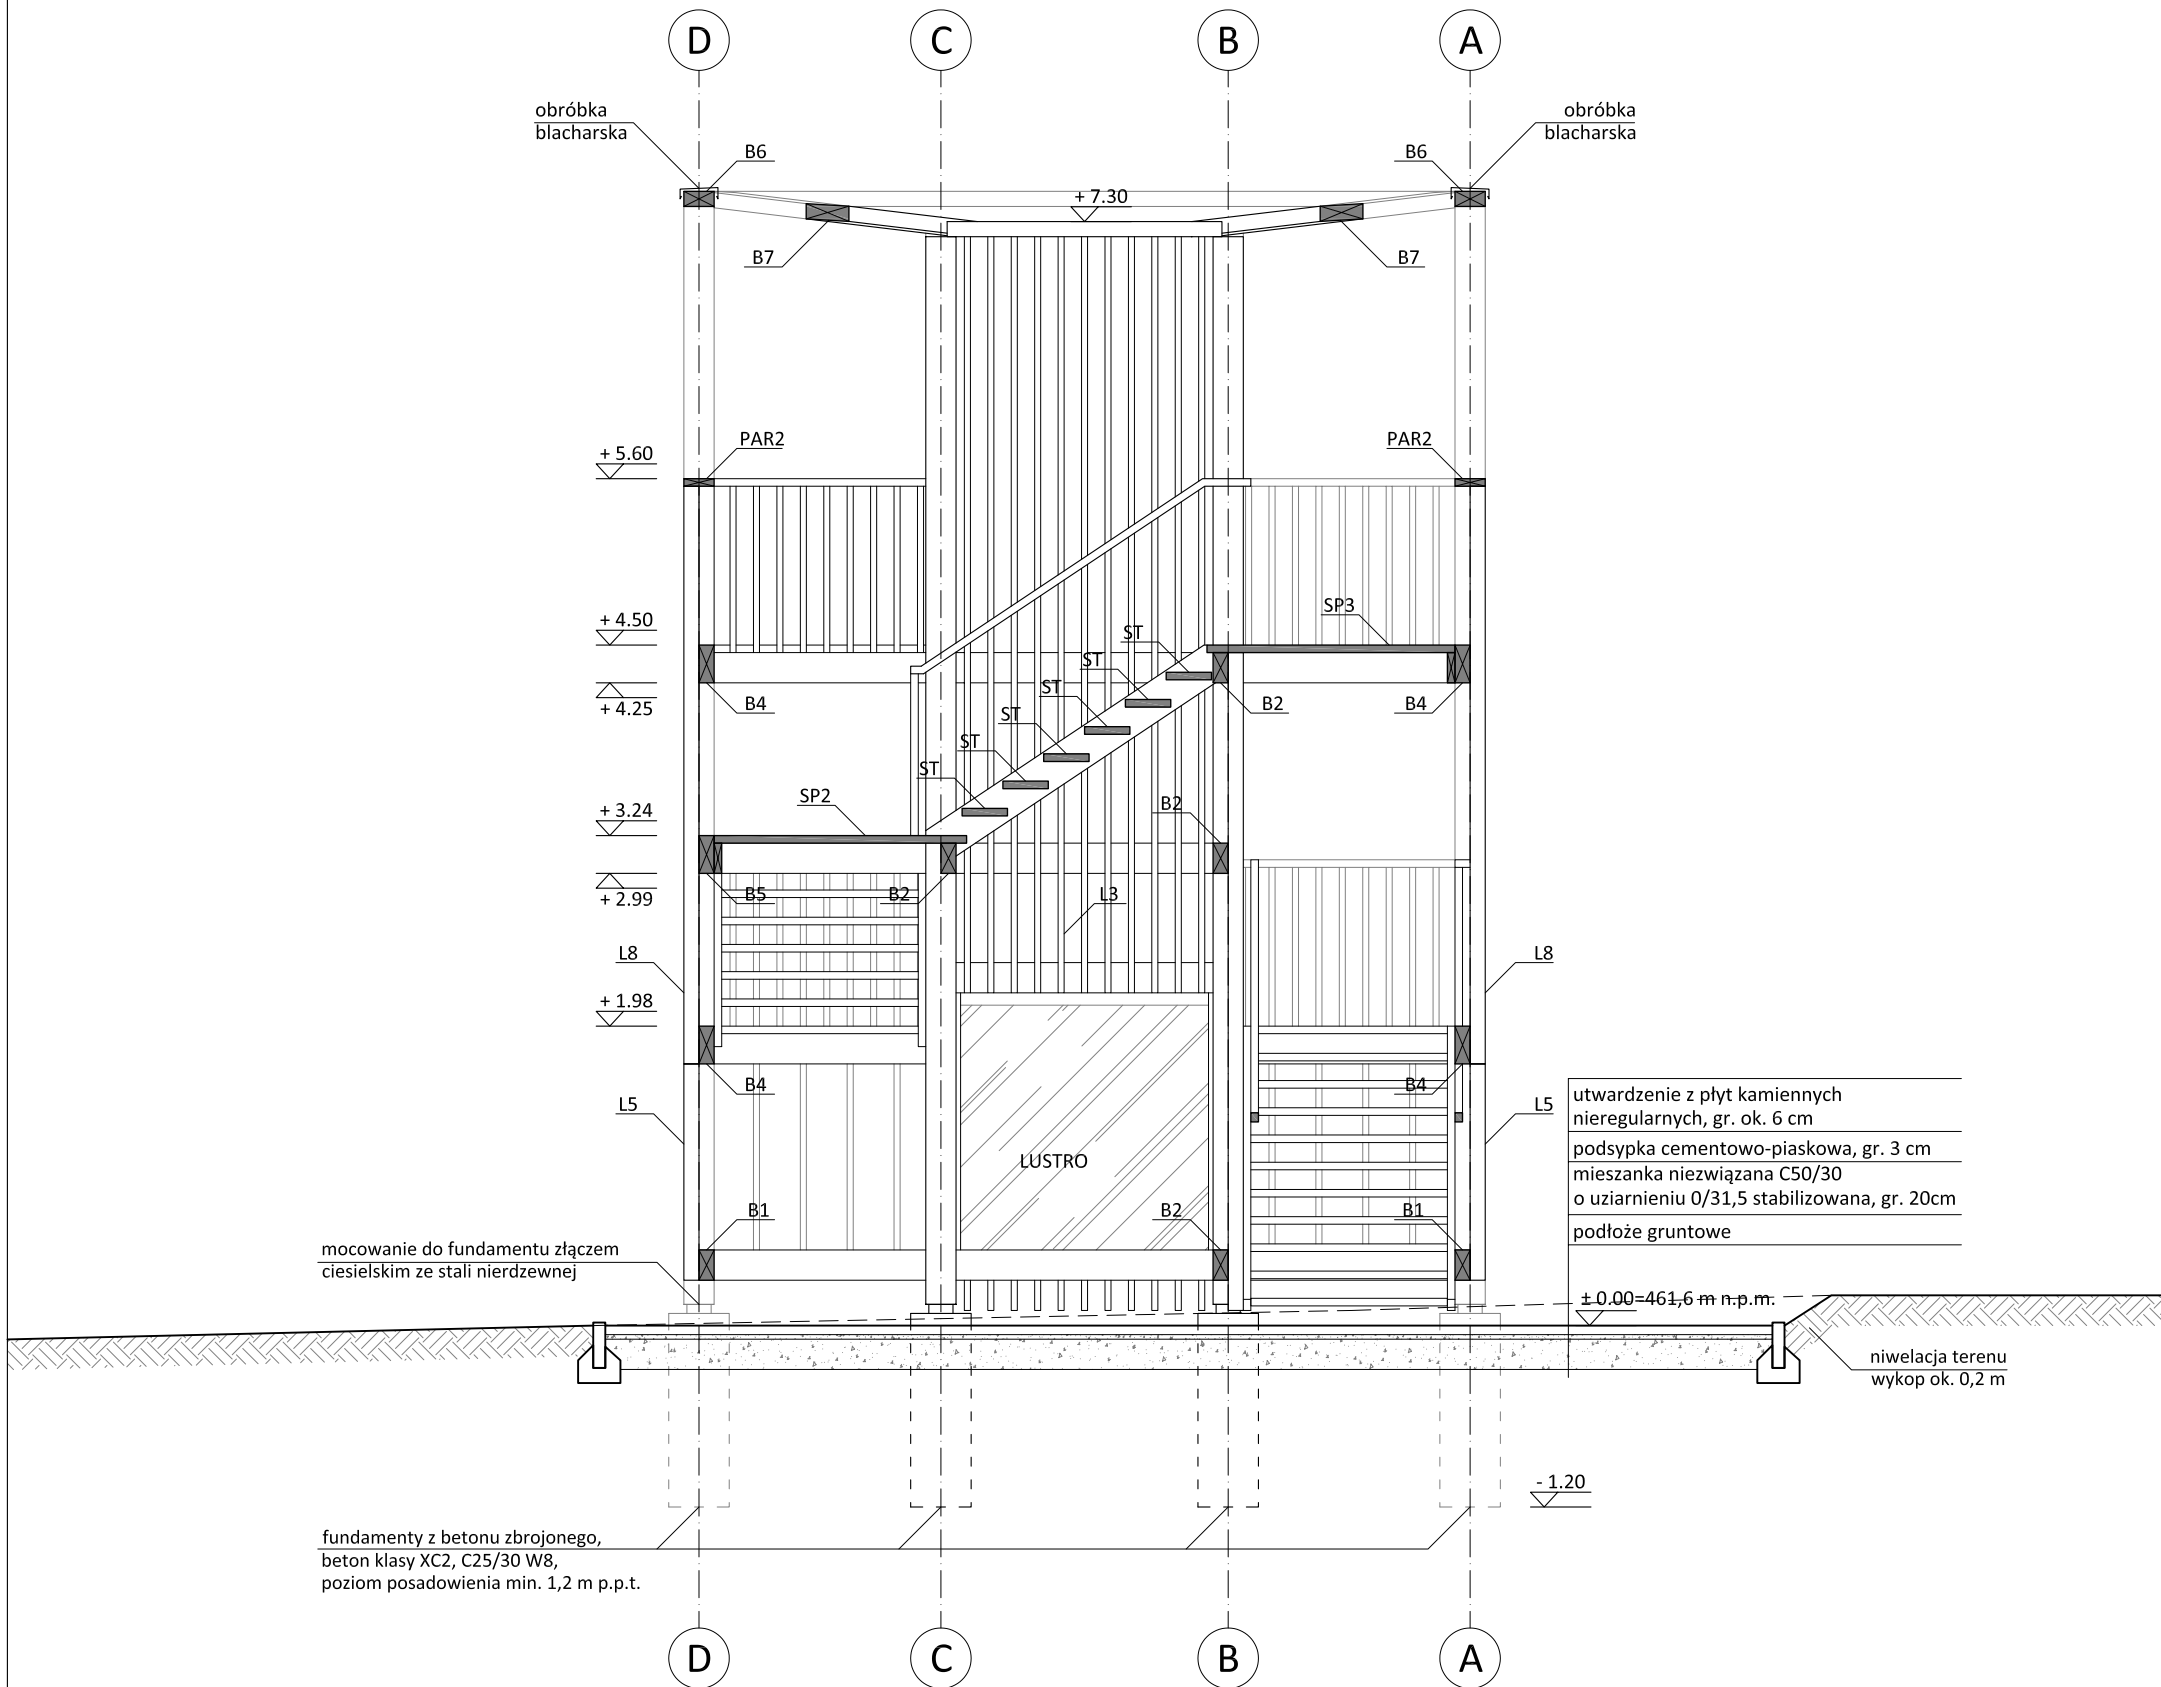 D
C
B
A
obróbka
blacharska
obróbka
blacharska
B6
B6
+ 7.30
B7
B7
PAR2
PAR2
+ 5.60
SP3
+ 4.50
ST
ST
ST
ST
ST
ST
+ 4.25
B4
B2
B4
SP2
+ 3.24
B2
+ 2.99
B5
B2
L3
L8
L8
+ 1.98
B4
B4
L5
L5
utwardzenie z płyt kamiennych
nieregularnych, gr. ok. 6 cm
podsypka cementowo-piaskowa, gr. 3 cm
mieszanka niezwiązana C50/30
o uziarnieniu 0/31,5 stabilizowana, gr. 20cm
podłoże gruntowe
LUSTRO
B1
B2
B1
mocowanie do fundamentu złączem
ciesielskim ze stali nierdzewnej
± 0.00=461,6 m n.p.m.
niwelacja terenu
wykop ok. 0,2 m
- 1.20
fundamenty z betonu zbrojonego,
beton klasy XC2, C25/30 W8,
poziom posadowienia min. 1,2 m p.p.t.
D
C
B
A